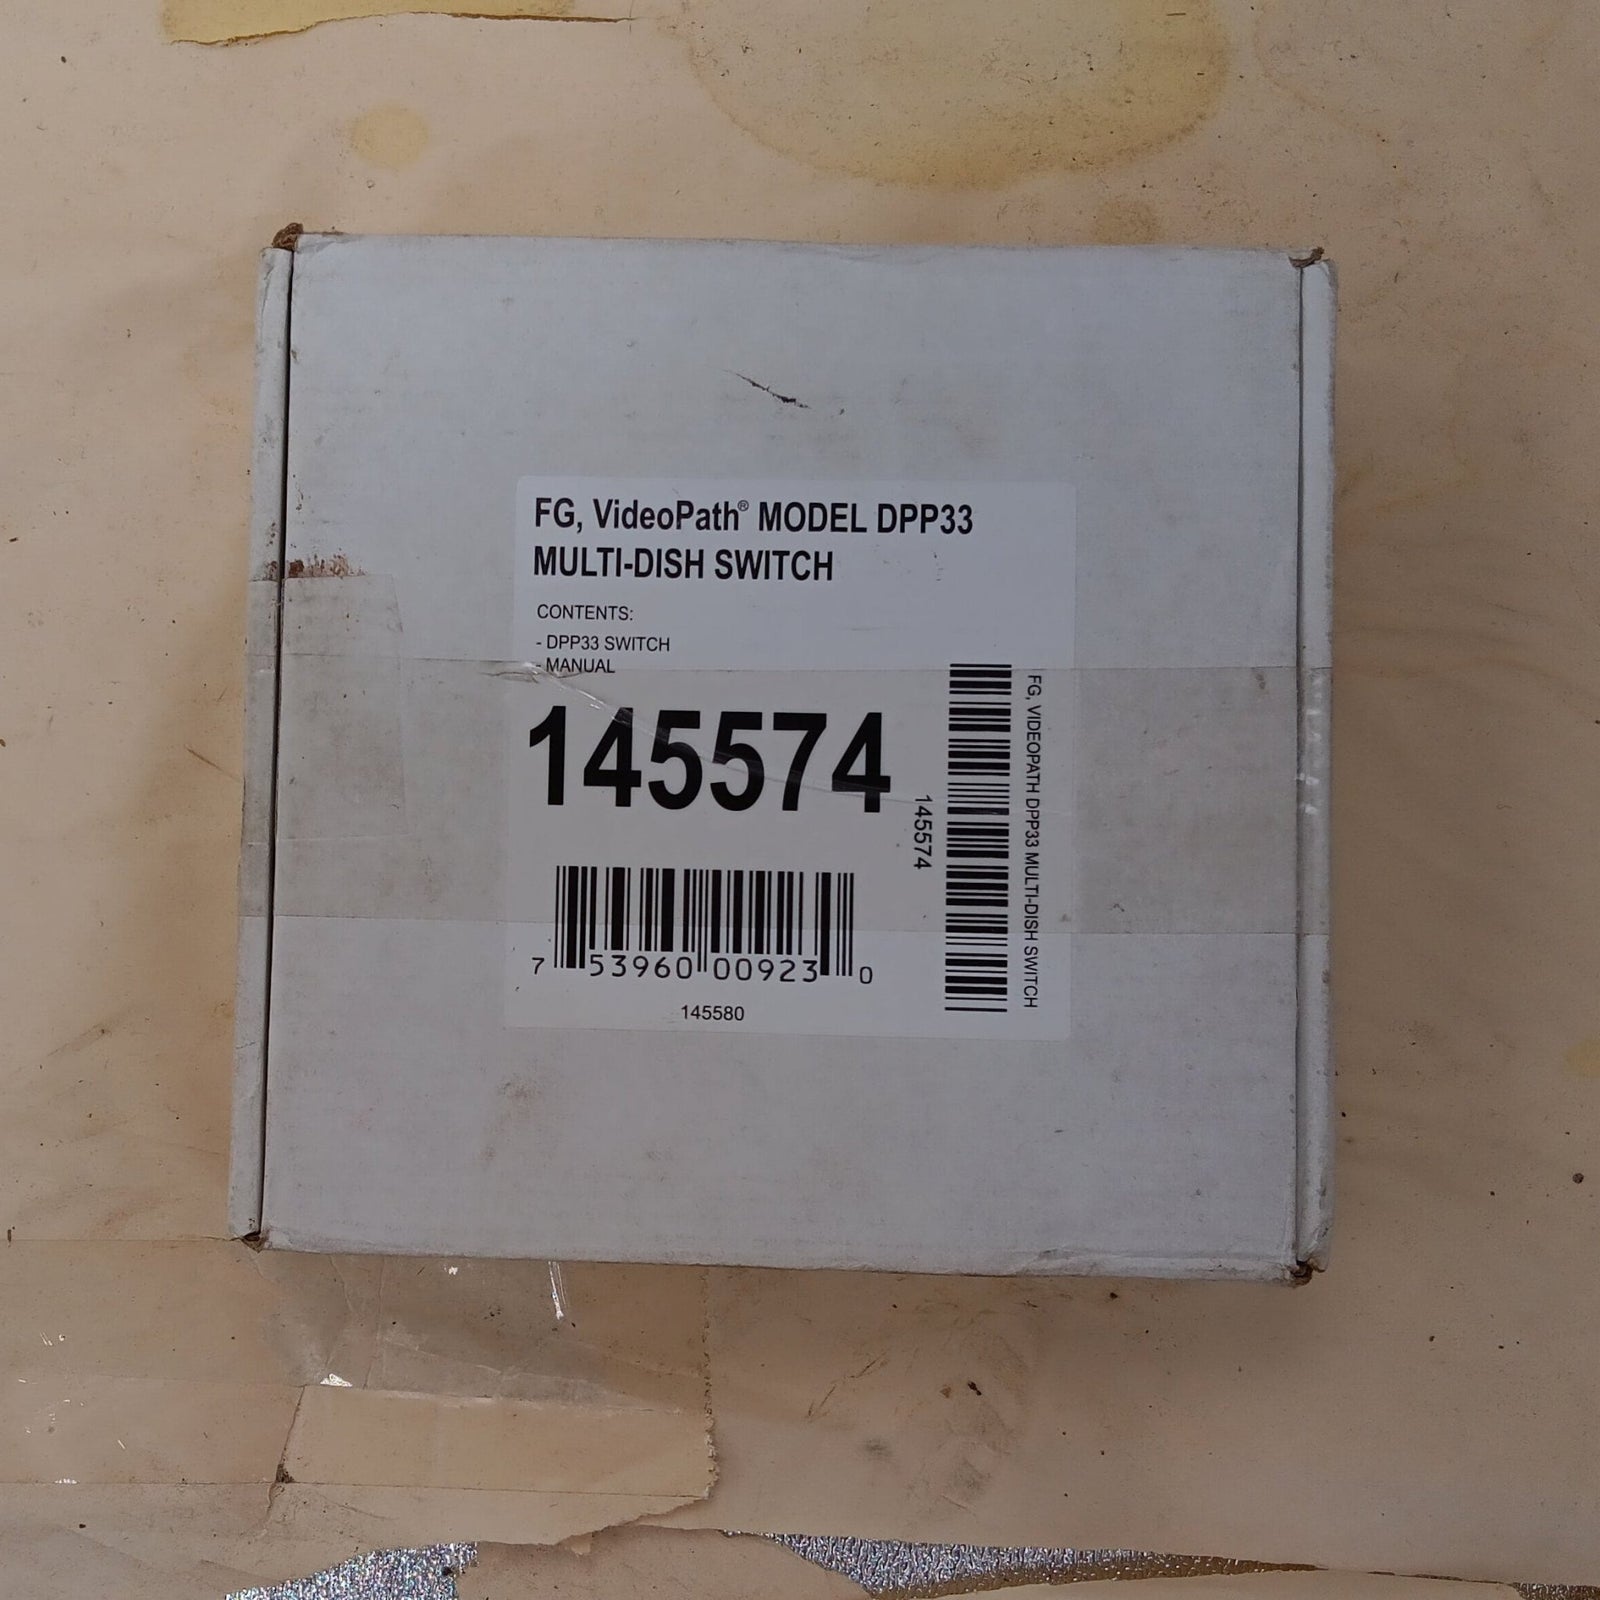 FG, VideoPath® MODEL DPP33
MULTI-DISH SWITCH
CONTENTS:
- DPP33 SWITCH
- MANUAL
145574
7 53960 00923 0
145580
145574
FG, VIDEOPATH DPP33 MULTI-DISH SWITCH